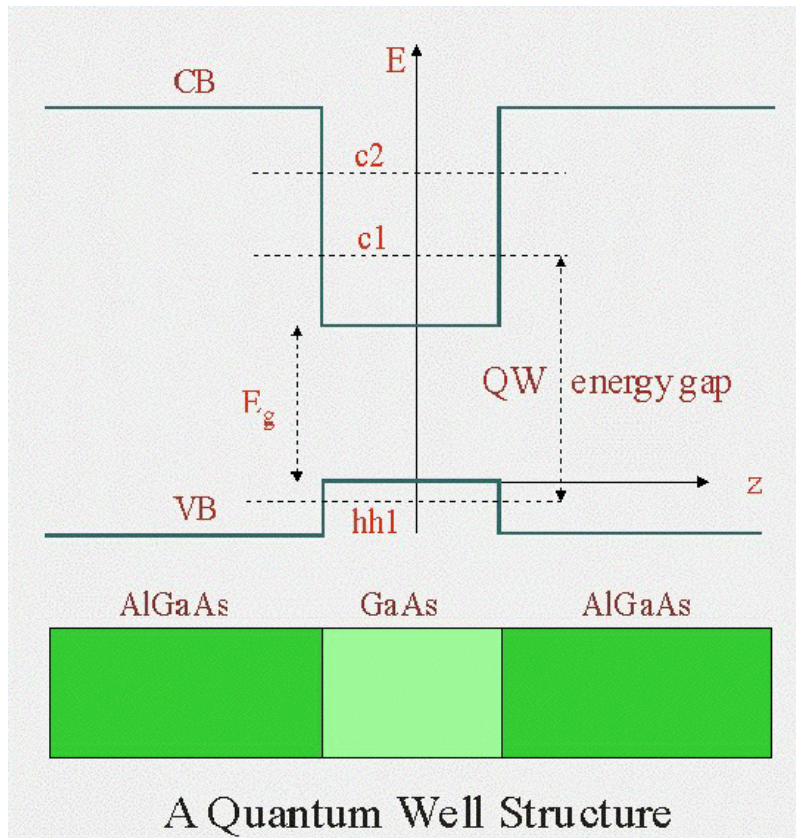 E
CB
c2
c1
QW energy gap
Eg
z
VB
hh1
AlGaAs GaAs AlGaAs
A Quantum Well Structure